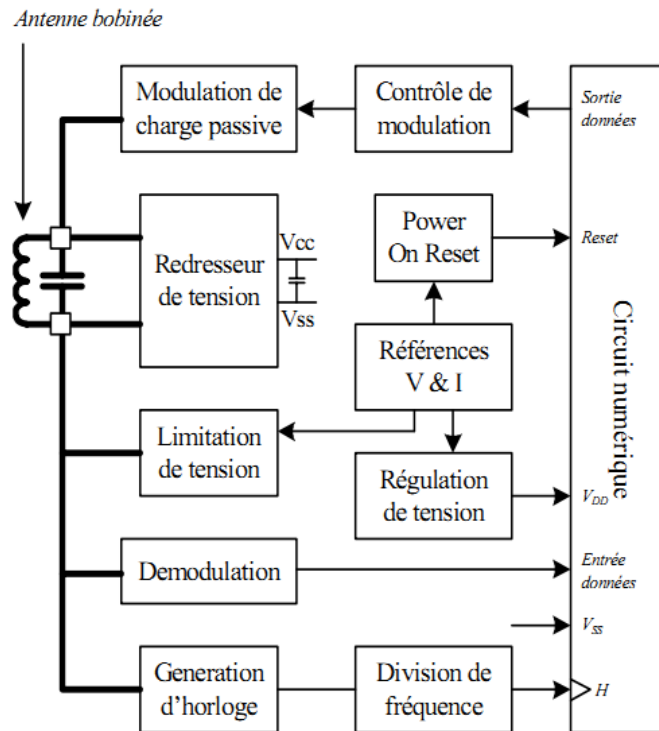 Antenne bobinée
Modulation de
charge passive
Contrôle de
modulation
Sortie
données
Redresseur
de tension
Vcc
Vss
Power
On Reset
Reset
Références
V & I
Circuit numérique
Limitation
de tension
Régulation
de tension
VDD
Demodulation
Entrée
données
VSS
Generation
d'horloge
Division de
fréquence
H